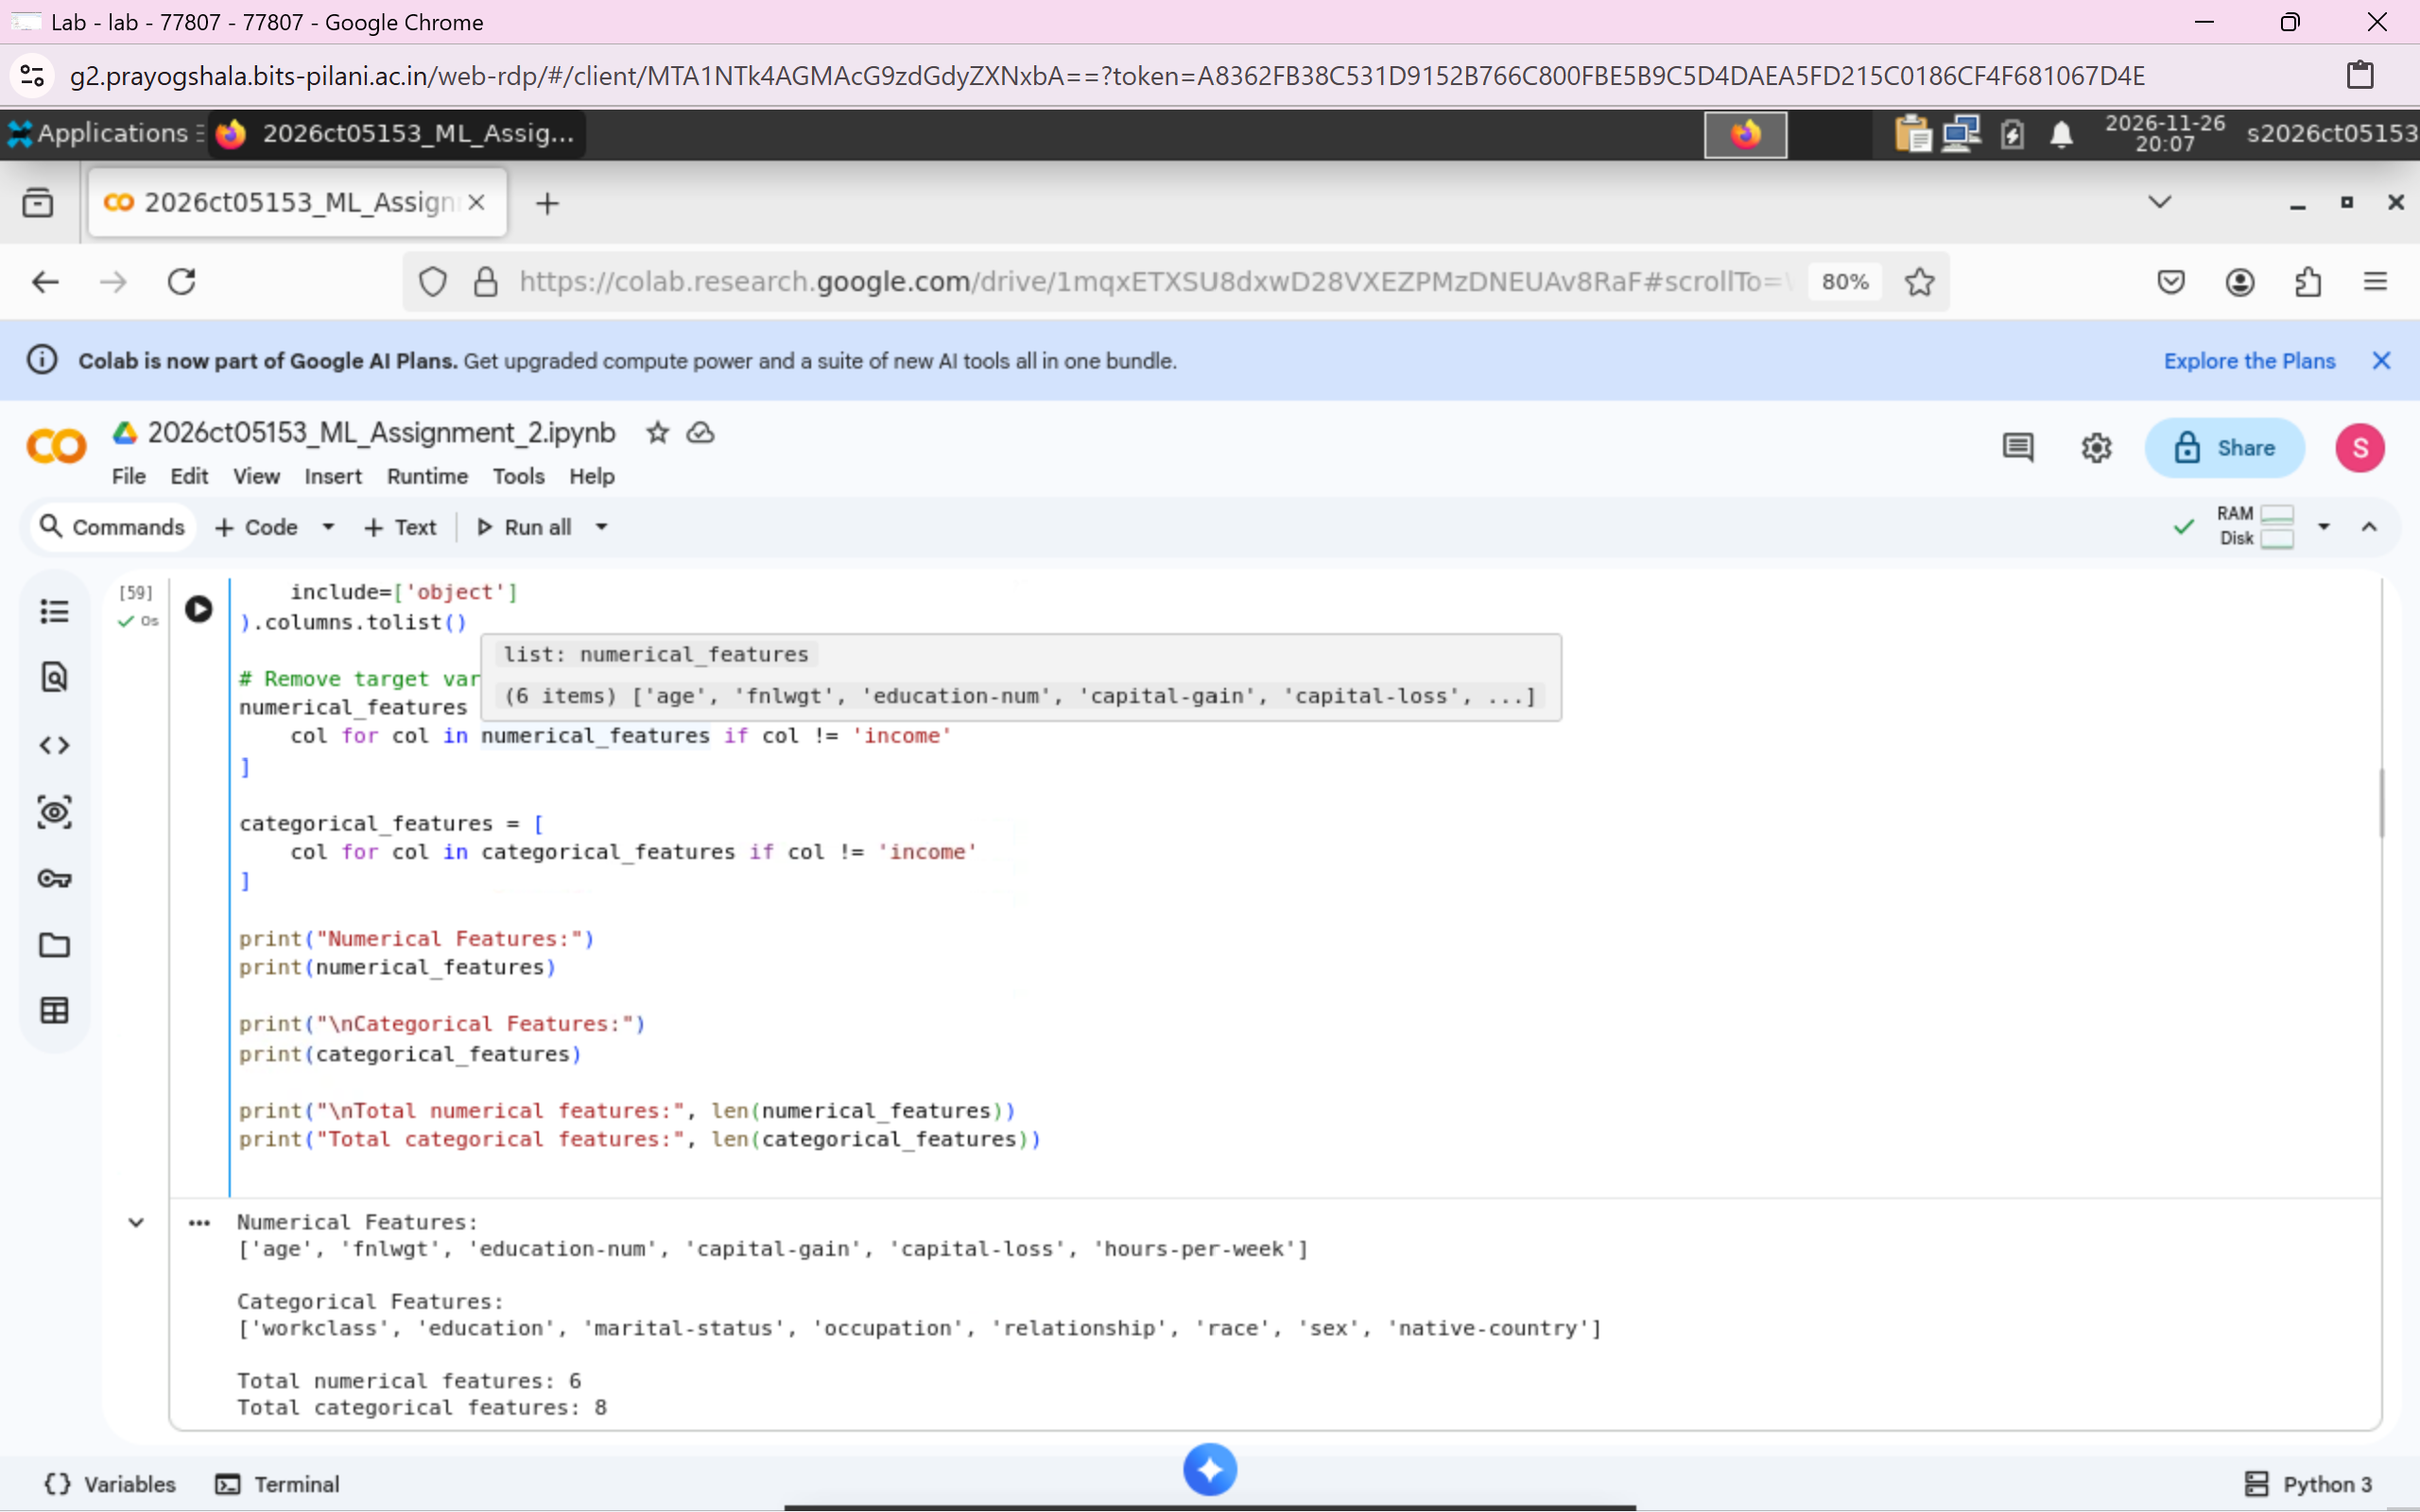 Lab - lab - 77807 - 77807 - Google Chrome
g2.prayogshala.bits-pilani.ac.in/web-rdp/#/client/MTA1NTk4AGMAcG9zdGdyZXNxbA==?token=A8362FB38C531D9152B766C800FBE5B9C5D4DAEA5FD215C0186CF4F681067D4E
Applications 2026ct05153_ML_Assig... 2026-11-26 20:07 s2026ct05153
2026ct05153_ML_Assign
https://colab.research.google.com/drive/1mqxETXSU8dxwD28VXEZPMzDNEUAv8RaF#scrollTo= 80%
Colab is now part of Google AI Plans. Get upgraded compute power and a suite of new AI tools all in one bundle. Explore the Plans
2026ct05153_ML_Assignment_2.ipynb
File Edit View Insert Runtime Tools Help
Share S
Commands + Code + Text Run all RAM Disk
[59] include=['object']
0s ).columns.tolist()
list: numerical_features
# Remove target var
(6 items) ['age', 'fnlwgt', 'education-num', 'capital-gain', 'capital-loss', ...]
numerical_features
col for col in numerical_features if col != 'income'
]
categorical_features = [
col for col in categorical_features if col != 'income'
]
print("Numerical Features:")
print(numerical_features)
print("\nCategorical Features:")
print(categorical_features)
print("\nTotal numerical features:", len(numerical_features))
print("Total categorical features:", len(categorical_features))
... Numerical Features:
['age', 'fnlwgt', 'education-num', 'capital-gain', 'capital-loss', 'hours-per-week']
Categorical Features:
['workclass', 'education', 'marital-status', 'occupation', 'relationship', 'race', 'sex', 'native-country']
Total numerical features: 6
Total categorical features: 8
{} Variables Terminal Python 3